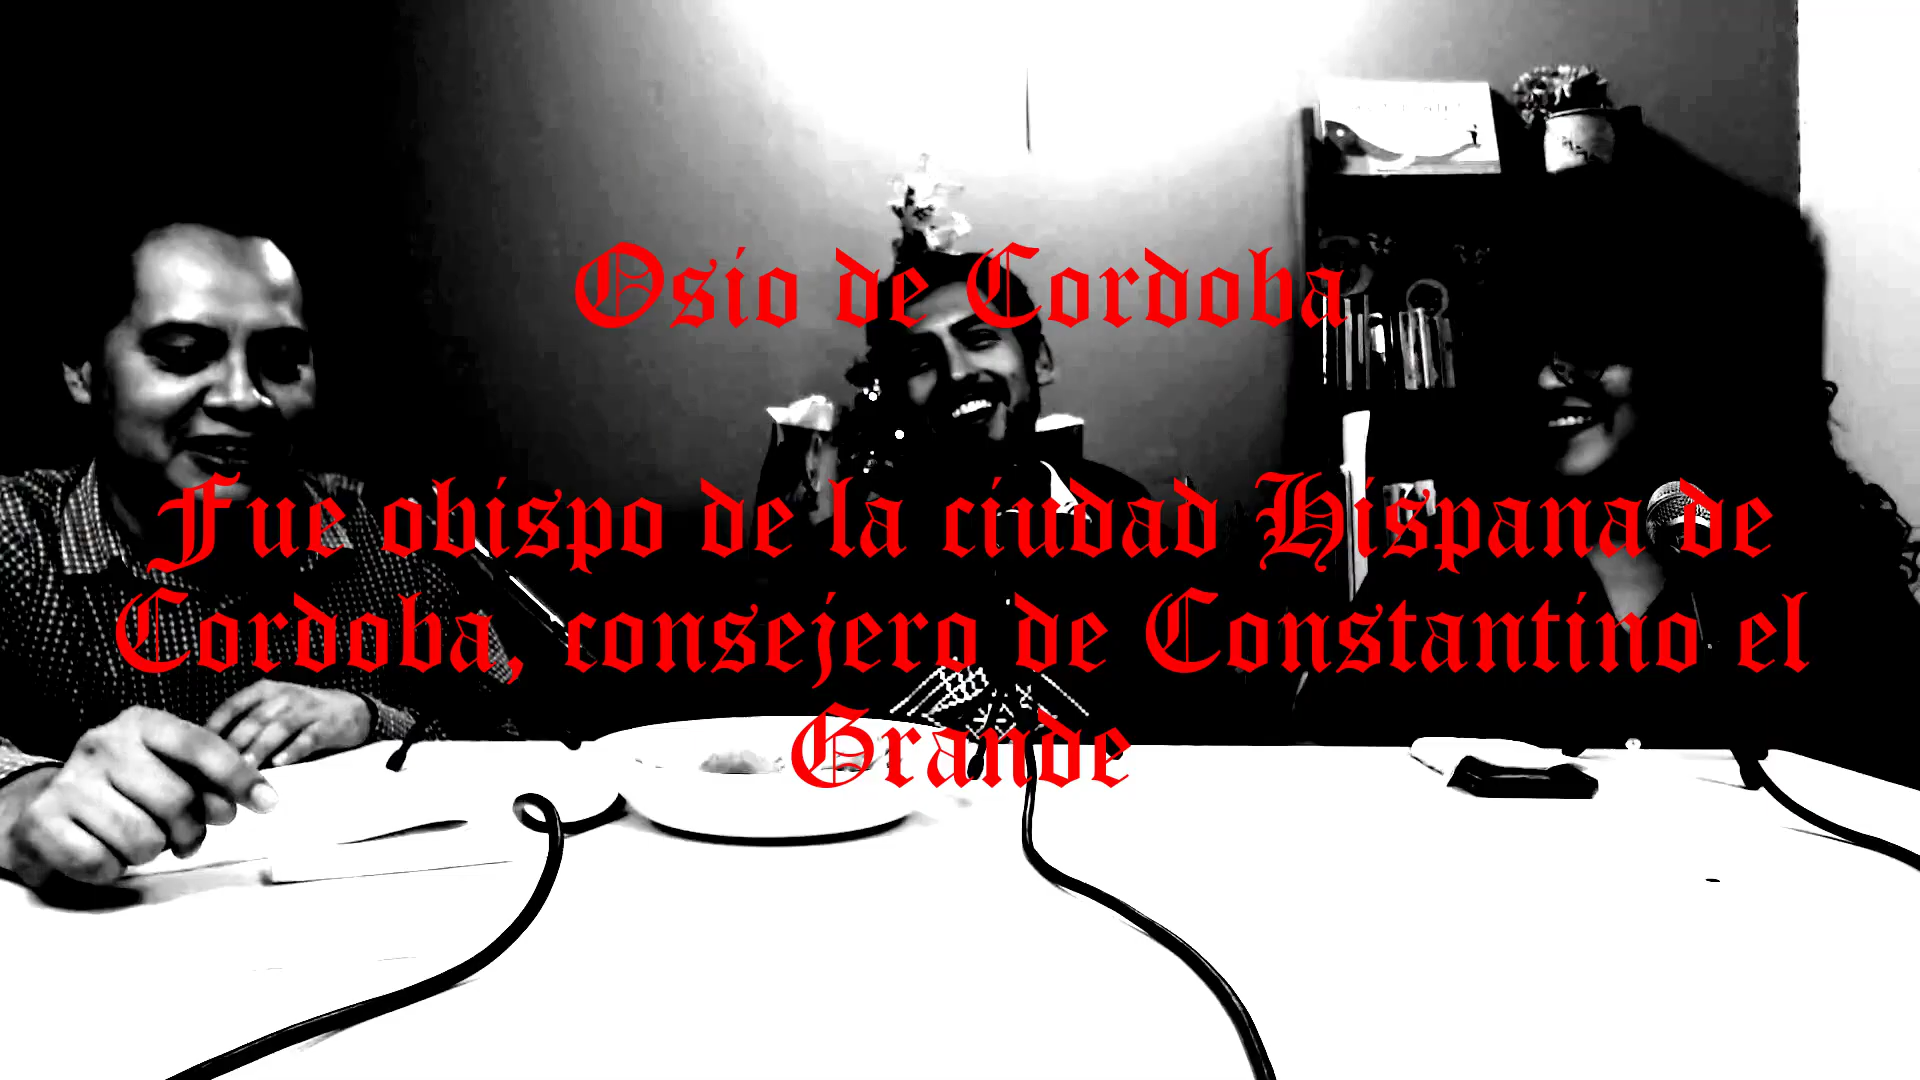 Osio de Cordoba
Fue obispo de la ciudad Hispana de
Cordoba, consejero de Constantino el
Grande